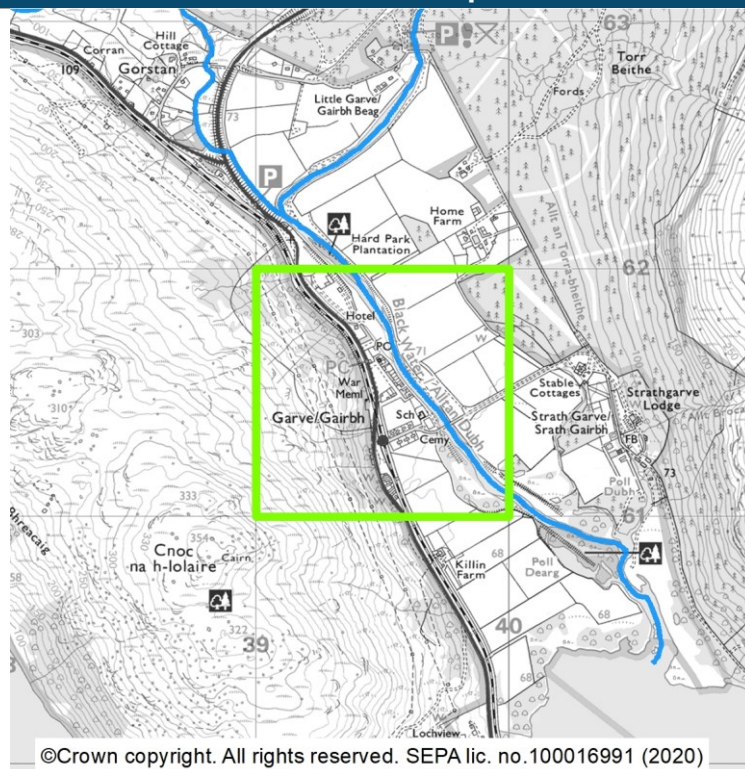 63
Hill
Cottage
Corran
Gorstan
109
73
P
P
Torr
Beithe
Fords
Little Garve/
Gairbh Beag
Home
Farm
Hard Park
Plantation
Allt an Torra-bheithe
62
303
Hotel
PO
71
W
PC
War
Meml
Black Water / Allan Dubh
310
Stable
Cottages
Strathgarve
Lodge
Garve/Gairbh
Sch
Strath Garve/
Srath Gairbh
Cemy
FB
73
333
Poll
Dubh
61
354
Cnoc
na h-Iolaire
Cairn
68
Killin
Farm
Poll
Dearg
322
39
40
68
68
Lochview
©Crown copyright. All rights reserved. SEPA lic. no.100016991 (2020)